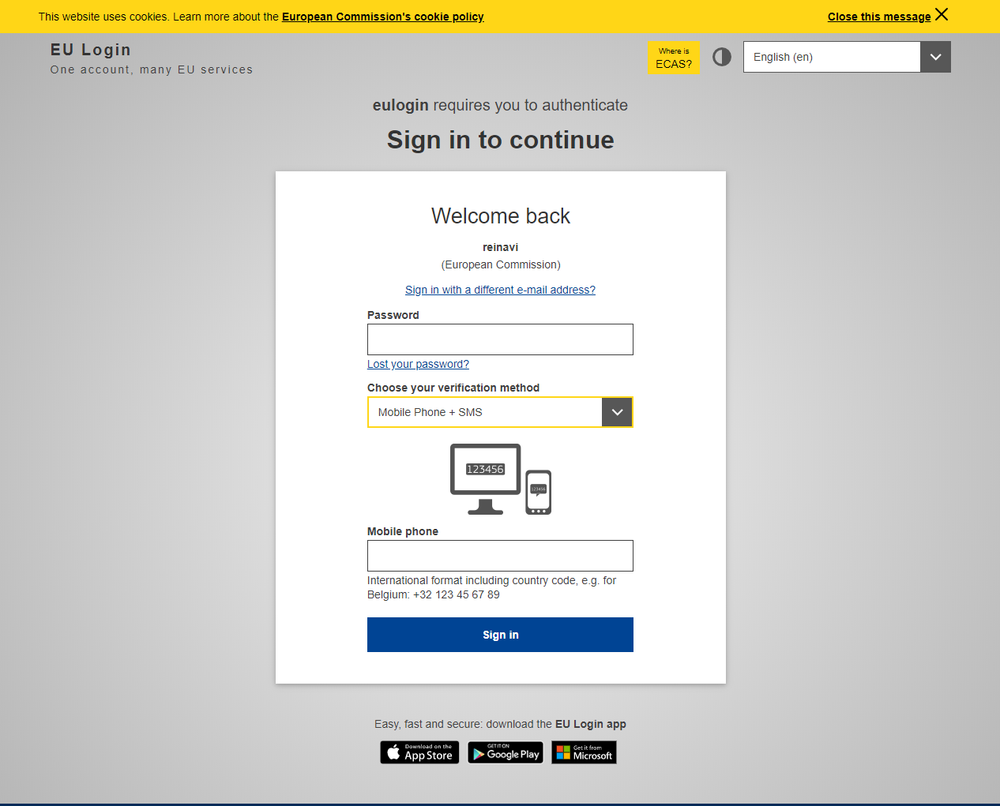 This website uses cookies. Learn more about the European Commission's cookie policy
Close this message
EU Login
One account, many EU services
Where is
ECAS?
English (en)
eulogin requires you to authenticate
Sign in to continue
Welcome back
reinavi
(European Commission)
Sign in with a different e-mail address?
Password
Lost your password?
Choose your verification method
Mobile Phone + SMS
123456
123456
Mobile phone
International format including country code, e.g. for
Belgium: +32 123 45 67 89
Sign in
Easy, fast and secure: download the EU Login app
Download on the
App Store
GET IT ON
Google Play
Get it from
Microsoft